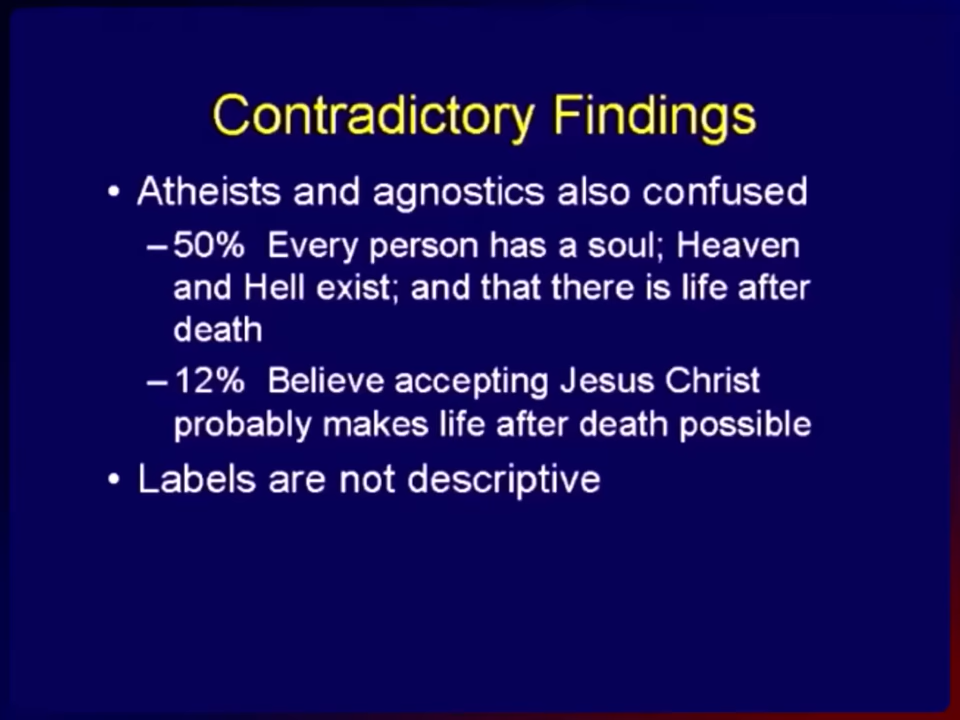 Contradictory Findings
• Atheists and agnostics also confused
– 50% Every person has a soul; Heaven
and Hell exist; and that there is life after
death
– 12% Believe accepting Jesus Christ
probably makes life after death possible
• Labels are not descriptive